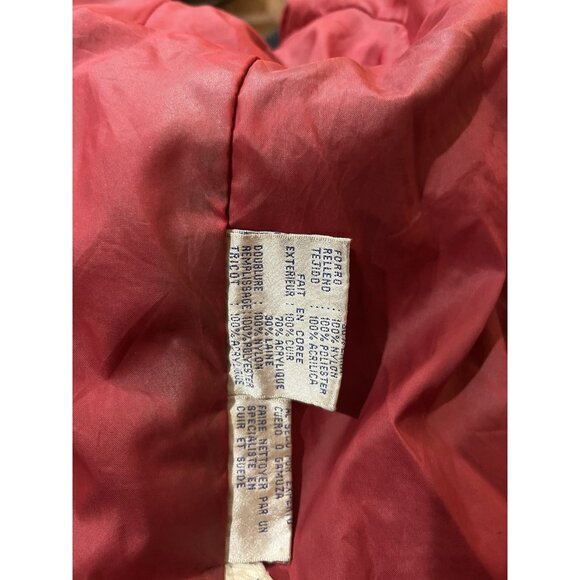 FORRO : 100% NYLON
RELLENO : 100% POLIESTER
TEJIDO : 100% ACRILICA
FAIT EN COREE
EXTERIEUR : 100% CUIR
70% ACRYLIQUE
30% LAINE
DOUBLURE : 100% NYLON
REMPLISSAGE: 100% POLYESTER
TRICOT : 100% ACRYLIQUE
POR
CUERO O GAMUZA
FAIRE NETTOYER PAR UN
SPECIALISTE EN
CUIR ET SUEDE